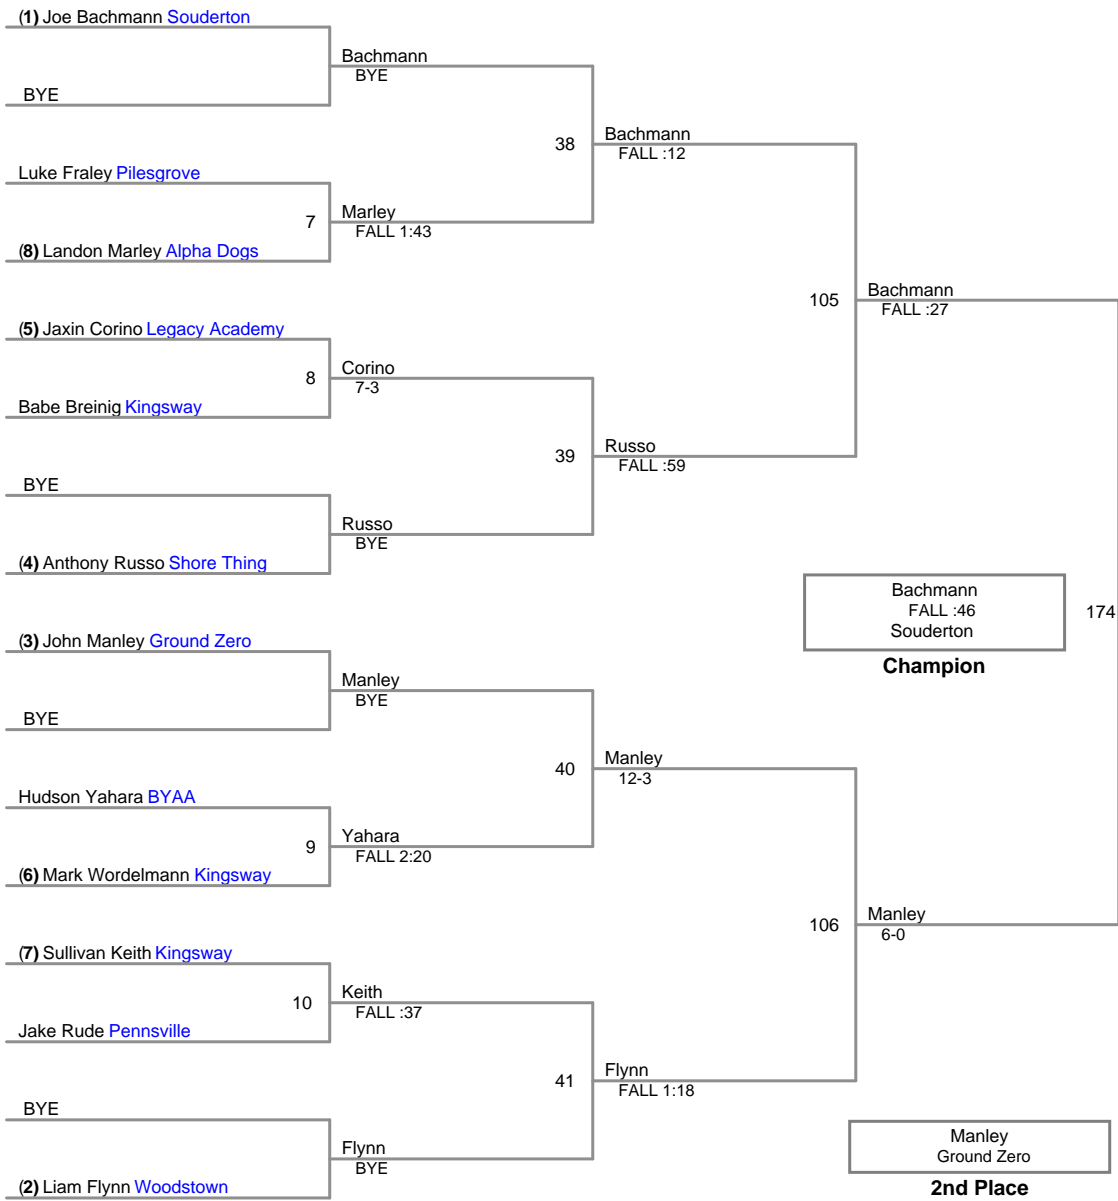 (1) Joe Bachmann Souderton
Bachmann
BYE
BYE
38
Bachmann
FALL :12
Luke Fraley Pilesgrove
7
Marley
FALL 1:43
(8) Landon Marley Alpha Dogs
105
Bachmann
FALL :27
(5) Jaxin Corino Legacy Academy
8
Corino
7-3
Babe Breinig Kingsway
39
Russo
FALL :59
BYE
Russo
BYE
(4) Anthony Russo Shore Thing
Bachmann
FALL :46
Souderton
174
Champion
(3) John Manley Ground Zero
Manley
BYE
BYE
40
Manley
12-3
Hudson Yahara BYAA
9
Yahara
FALL 2:20
(6) Mark Wordelmann Kingsway
106
Manley
6-0
(7) Sullivan Keith Kingsway
10
Keith
FALL :37
Jake Rude Pennsville
41
Flynn
FALL 1:18
BYE
Flynn
BYE
(2) Liam Flynn Woodstown
Manley
Ground Zero
2nd Place